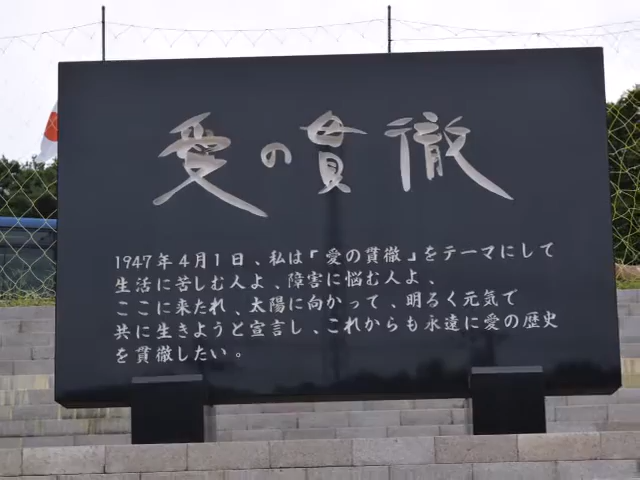 愛の貫徹
1947年4月1日、私は「愛の貫徹」をテーマにして
生活に苦しむ人よ、障害に悩む人よ、
ここに来たれ、太陽に向かって、明るく元気で
共に生きようと宣言し、これからも永遠に愛の歴史
を貫徹したい。